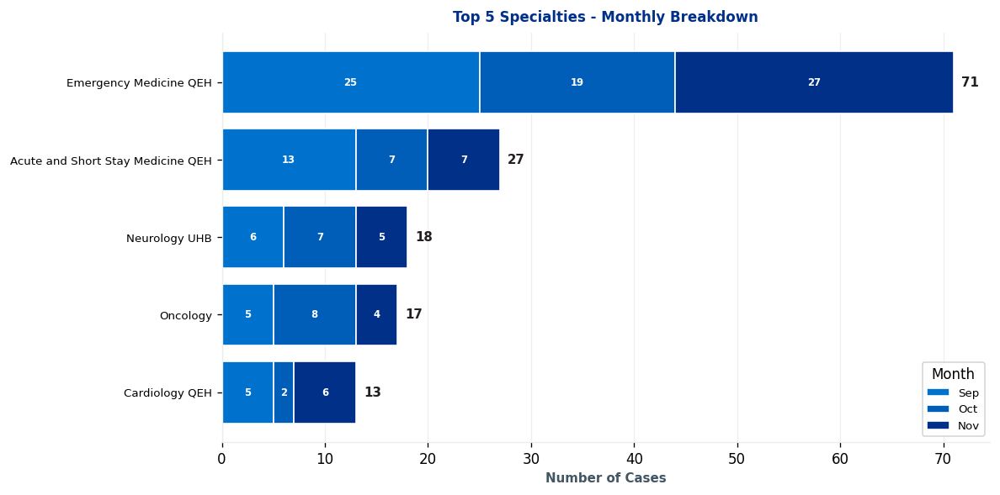 Top 5 Specialties - Monthly Breakdown
Emergency Medicine QEH 25 19 27 71
Acute and Short Stay Medicine QEH 13 7 7 27
Neurology UHB 6 7 5 18
Oncology 5 8 4 17
Cardiology QEH 5 2 6 13
Month
Sep
Oct
Nov
0 10 20 30 40 50 60 70
Number of Cases